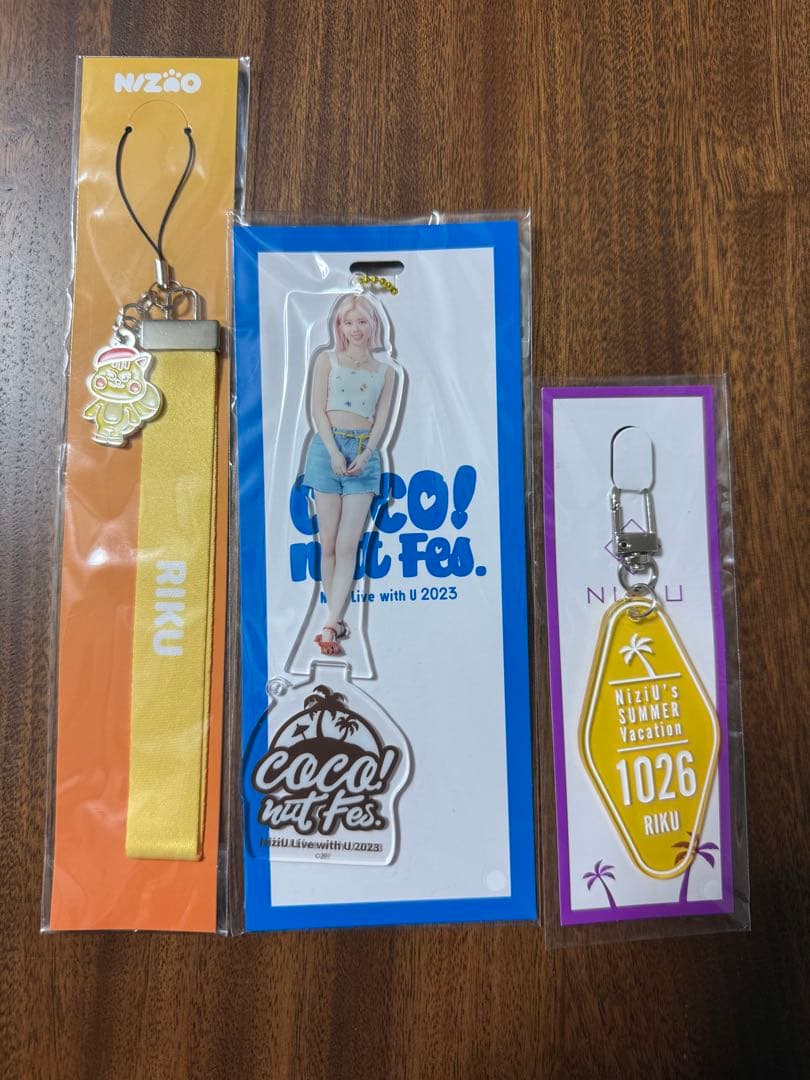 NIZOO
RIKU
COCO!
nut Fes.
Live with U 2023
COCO!
nut Fes.
NiziU Live with U 2023
NIZIU
NiziU's
SUMMER
Vacation
1026
RIKU